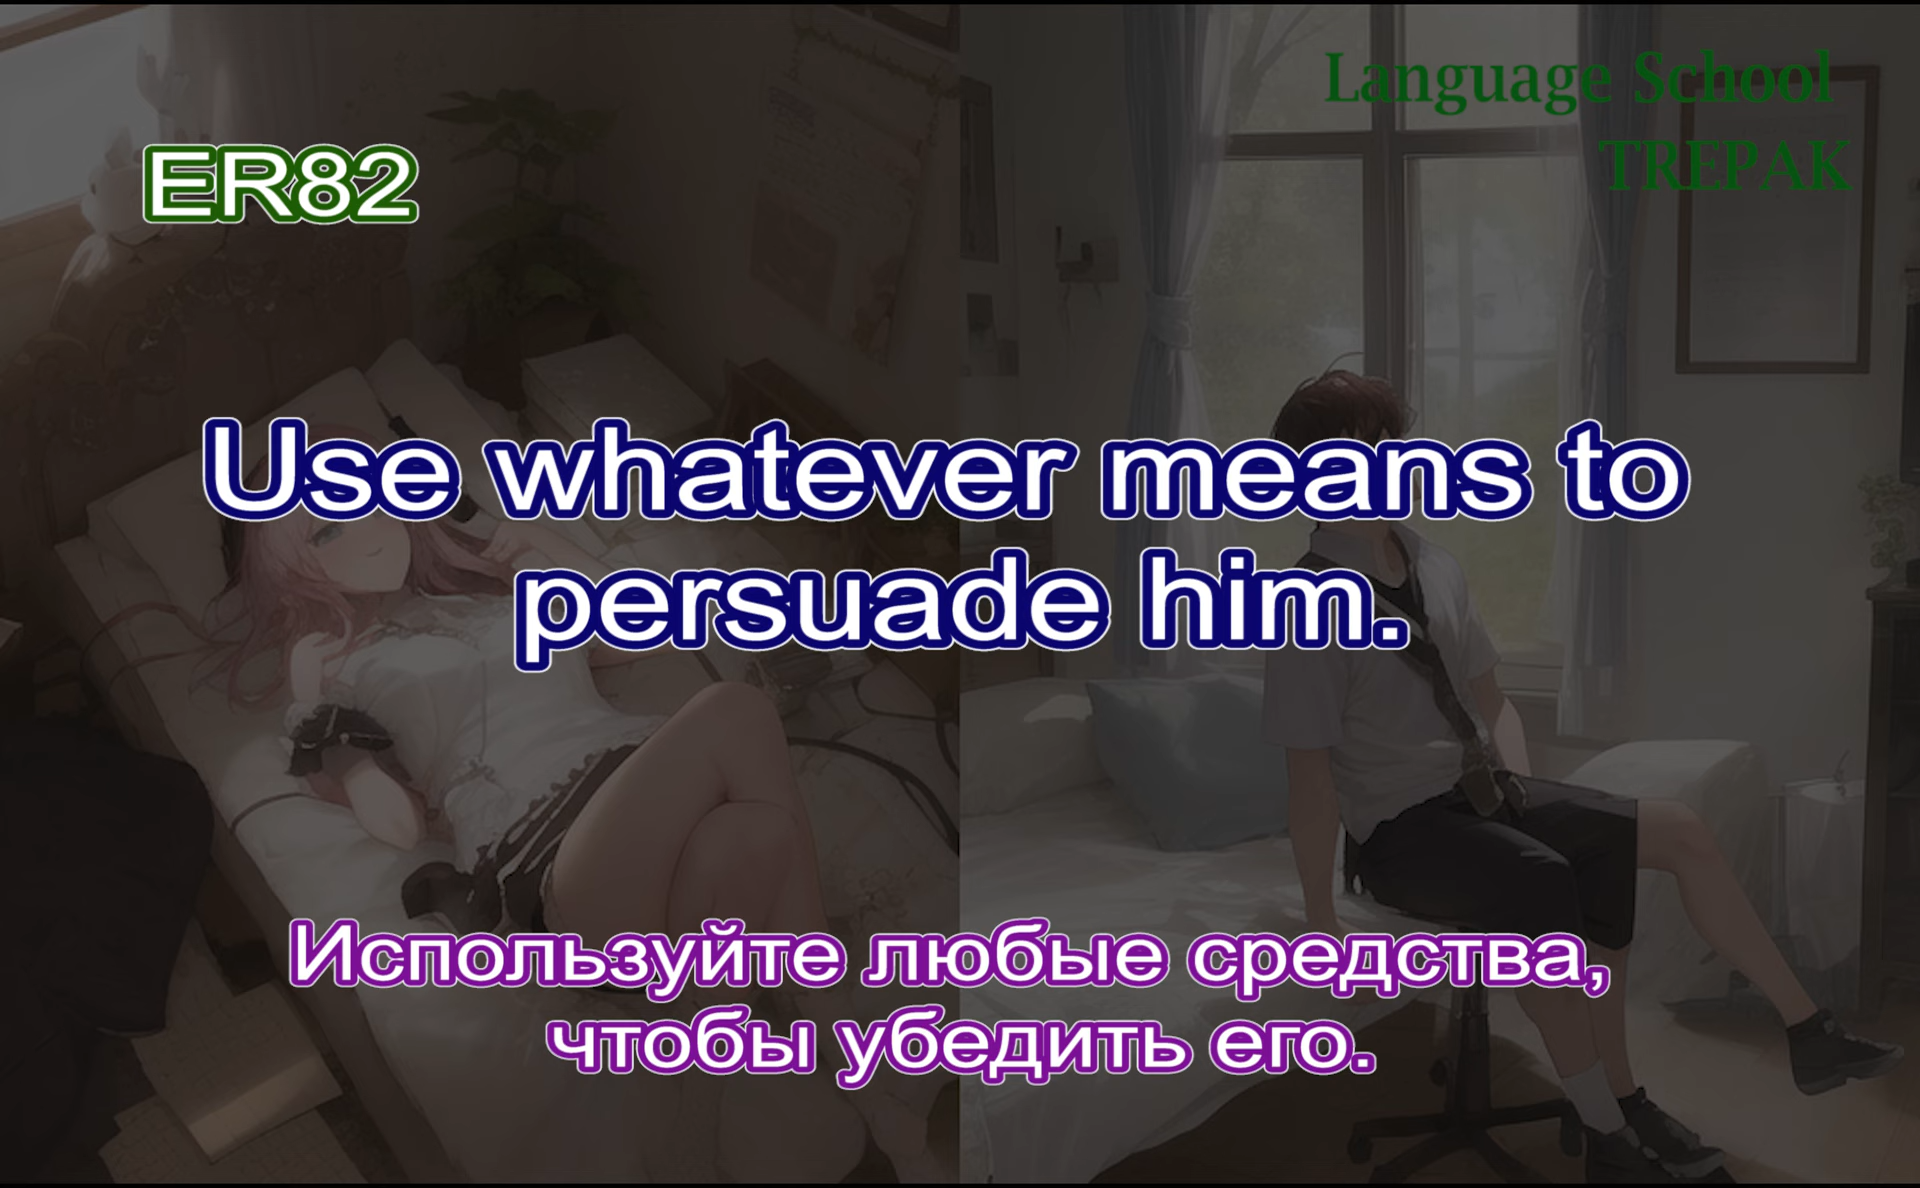 Language School
TREPAK
ER82
Use whatever means to
persuade him.
Используйте любые средства,
чтобы убедить его.